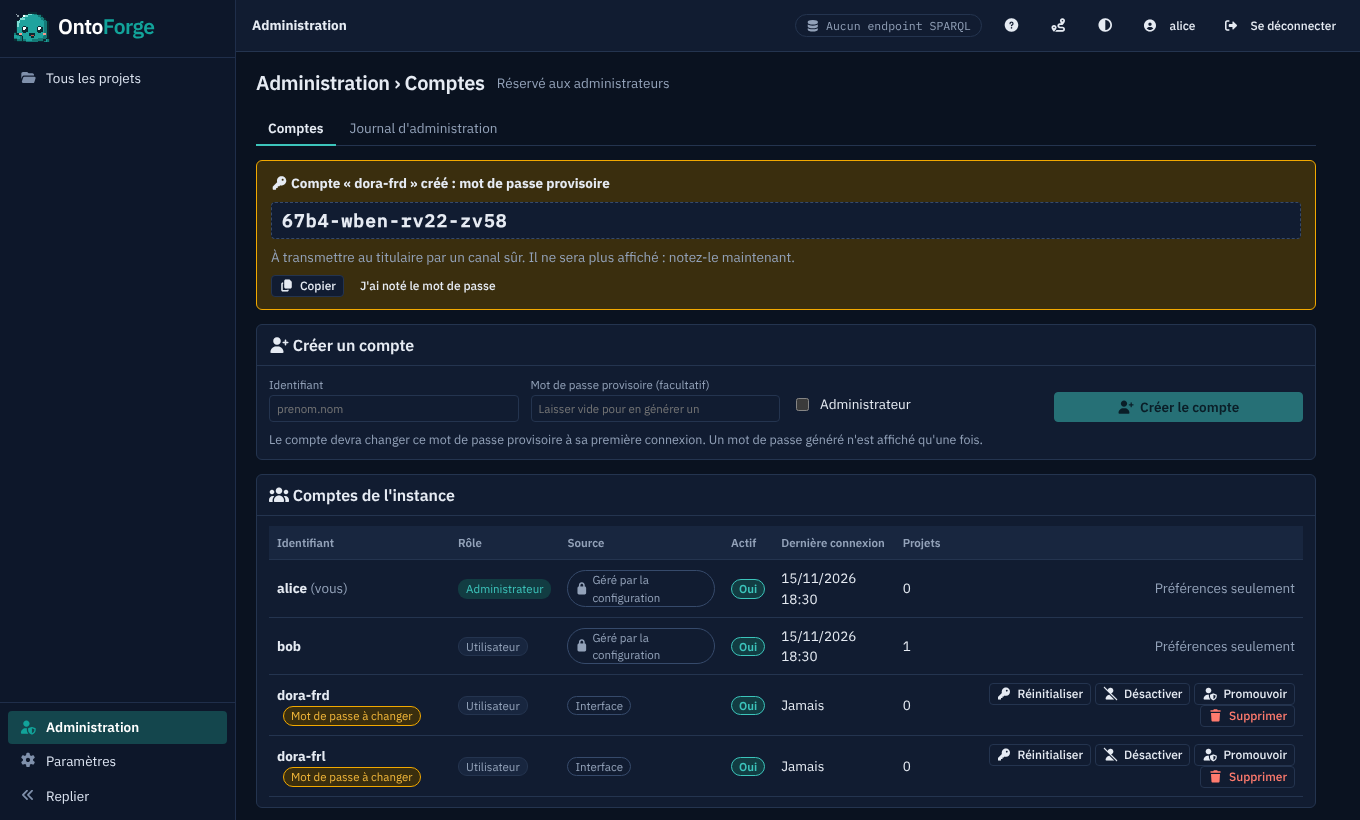 OntoForge
Administration
Aucun endpoint SPARQL
alice
Se déconnecter
Tous les projets
Administration › Comptes
Réservé aux administrateurs
Comptes
Journal d'administration
Compte « dora-frd » créé : mot de passe provisoire
67b4-wben-rv22-zv58
À transmettre au titulaire par un canal sûr. Il ne sera plus affiché : notez-le maintenant.
Copier
J'ai noté le mot de passe
Créer un compte
Identifiant
Mot de passe provisoire (facultatif)
prenom.nom
Laisser vide pour en générer un
Administrateur
Créer le compte
Le compte devra changer ce mot de passe provisoire à sa première connexion. Un mot de passe généré n'est affiché qu'une fois.
Comptes de l'instance
Identifiant Rôle Source Actif Dernière connexion Projets
alice (vous) Administrateur Géré par la configuration Oui 15/11/2026 18:30 0 Préférences seulement
bob Utilisateur Géré par la configuration Oui 15/11/2026 18:30 1 Préférences seulement
dora-frd Mot de passe à changer Utilisateur Interface Oui Jamais 0 Réinitialiser Désactiver Promouvoir Supprimer
dora-frl Mot de passe à changer Utilisateur Interface Oui Jamais 0 Réinitialiser Désactiver Promouvoir Supprimer
Administration
Paramètres
Replier